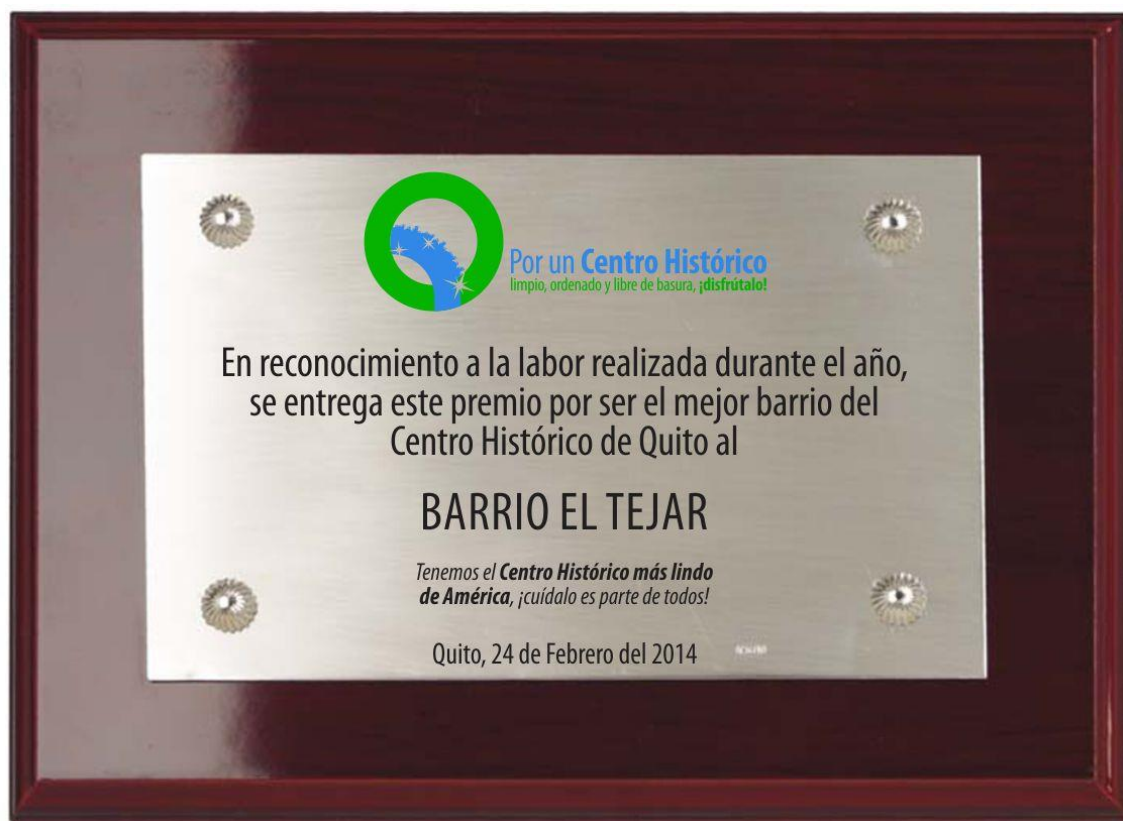 Por un Centro Histórico
limpio, ordenado y libre de basura, ¡disfrútalo!
En reconocimiento a la labor realizada durante el año,
se entrega este premio por ser el mejor barrio del
Centro Histórico de Quito al
BARRIO EL TEJAR
Tenemos el Centro Histórico más lindo
de América, ¡cuídalo es parte de todos!
Quito, 24 de Febrero del 2014